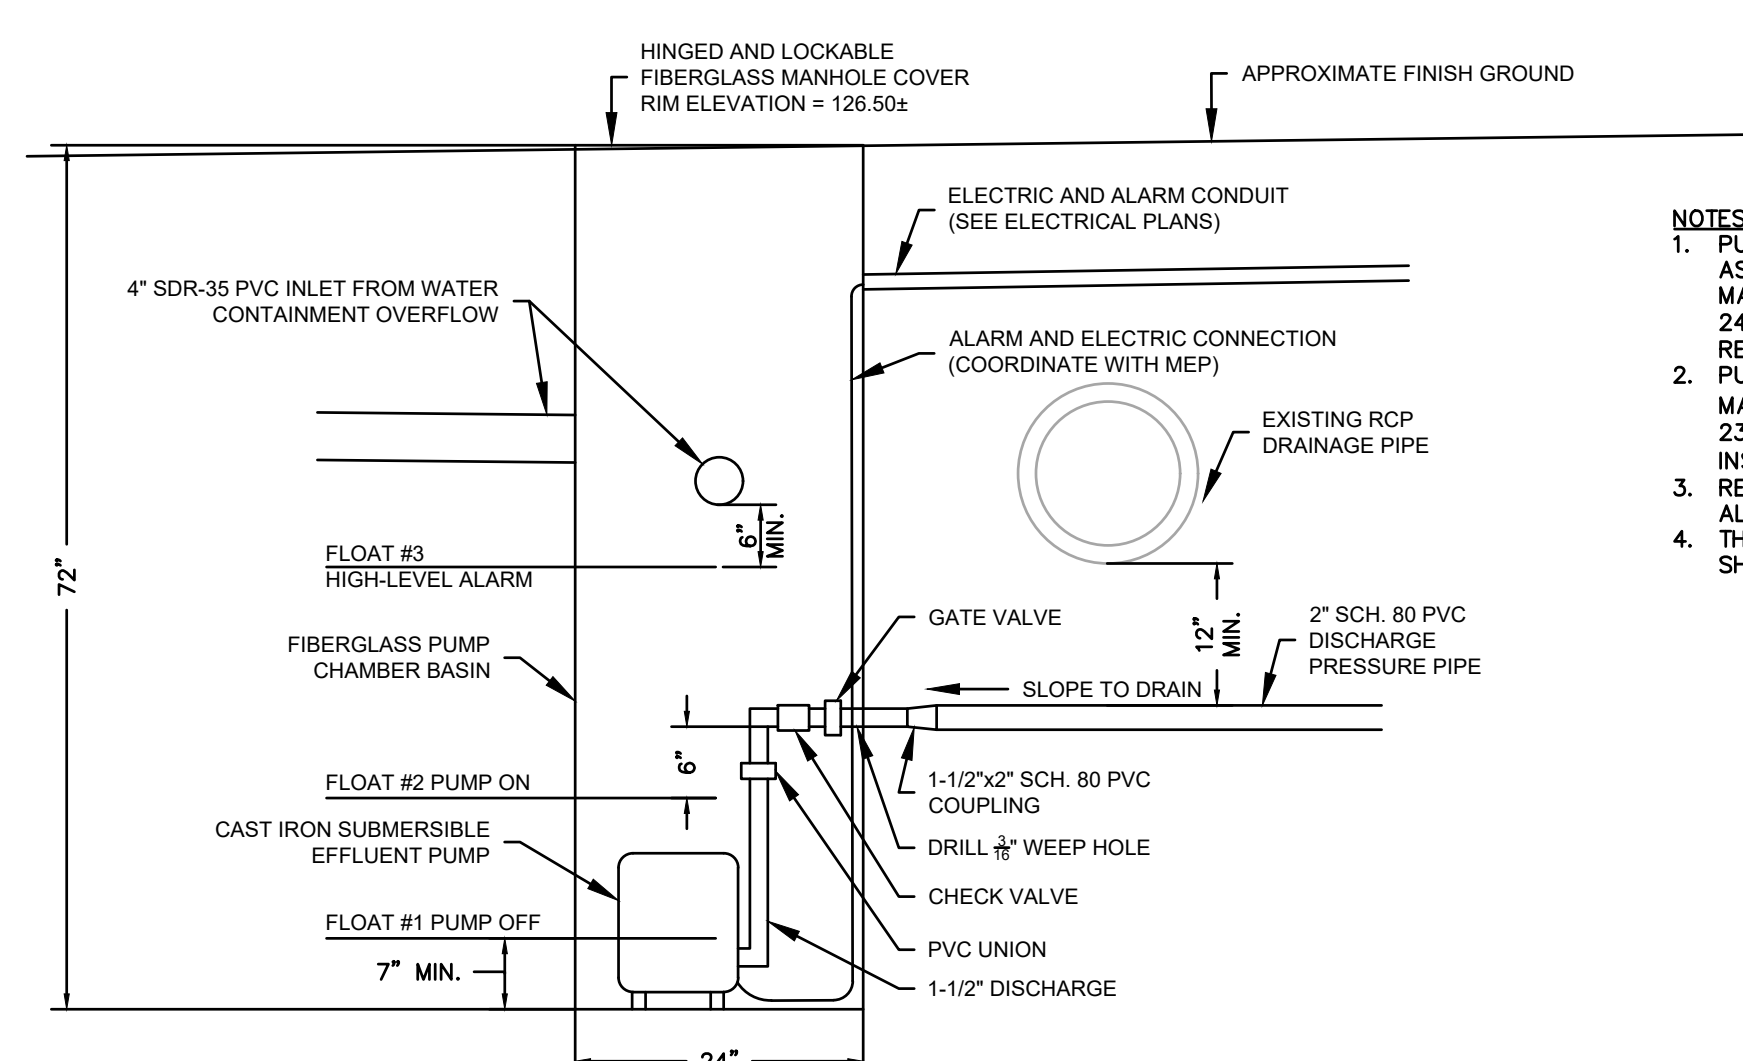 HINGED AND LOCKABLE
FIBERGLASS MANHOLE COVER
RIM ELEVATION = 126.50±
APPROXIMATE FINISH GROUND
ELECTRIC AND ALARM CONDUIT
(SEE ELECTRICAL PLANS)
4" SDR-35 PVC INLET FROM WATER
CONTAINMENT OVERFLOW
ALARM AND ELECTRIC CONNECTION
(COORDINATE WITH MEP)
EXISTING RCP
DRAINAGE PIPE
6"
MIN.
FLOAT #3
HIGH-LEVEL ALARM
72"
FIBERGLASS PUMP
CHAMBER BASIN
GATE VALVE
12"
MIN.
2" SCH. 80 PVC
DISCHARGE
PRESSURE PIPE
SLOPE TO DRAIN
6"
FLOAT #2 PUMP ON
1-1/2"x2" SCH. 80 PVC
COUPLING
CAST IRON SUBMERSIBLE
EFFLUENT PUMP
DRILL 3/16" WEEP HOLE
CHECK VALVE
FLOAT #1 PUMP OFF
7" MIN.
PVC UNION
1-1/2" DISCHARGE
24"
NOTES
1.
2.
3.
4.